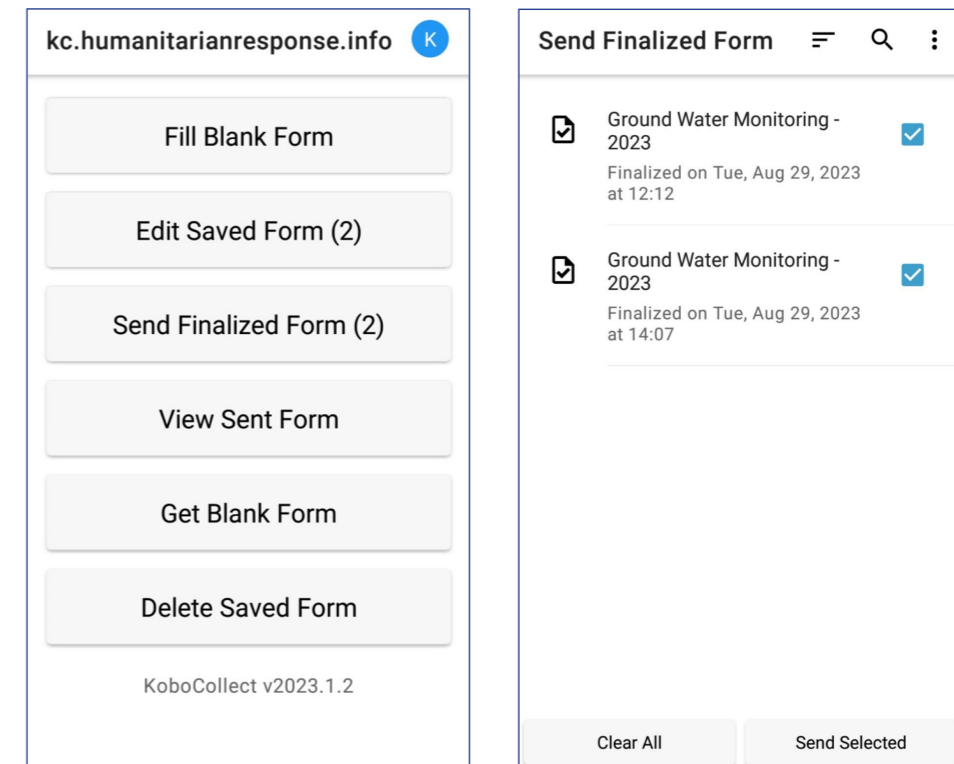 kc.humanitarianresponse.info K
Fill Blank Form
Edit Saved Form (2)
Send Finalized Form (2)
View Sent Form
Get Blank Form
Delete Saved Form
KoboCollect v2023.1.2
Send Finalized Form
Ground Water Monitoring -
2023
Finalized on Tue, Aug 29, 2023
at 12:12
Ground Water Monitoring -
2023
Finalized on Tue, Aug 29, 2023
at 14:07
Clear All
Send Selected